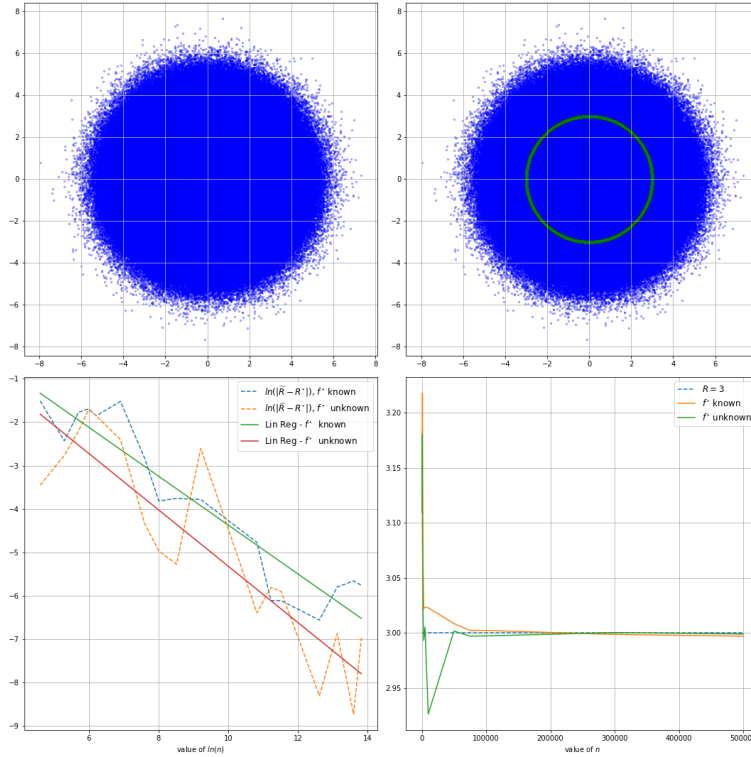 8
6
4
2
0
−2
−4
−6
−8
−8 −6 −4 −2 0 2 4 6 8
8
6
4
2
0
−2
−4
−6
−8
−8 −6 −4 −2 0 2 4 6
−1
−2
−3
−4
−5
−6
−7
−8
−9
ln(|R̃ − R*|), f* known
ln(|R̃ − R*|), f* unknown
Lin Reg - f* known
Lin Reg - f* unknown
6 8 10 12 14
value of ln(n)
3.20
3.15
3.10
3.05
3.00
2.95
R = 3
f* known
f* unknown
0 100000 200000 300000 400000 500000
value of n